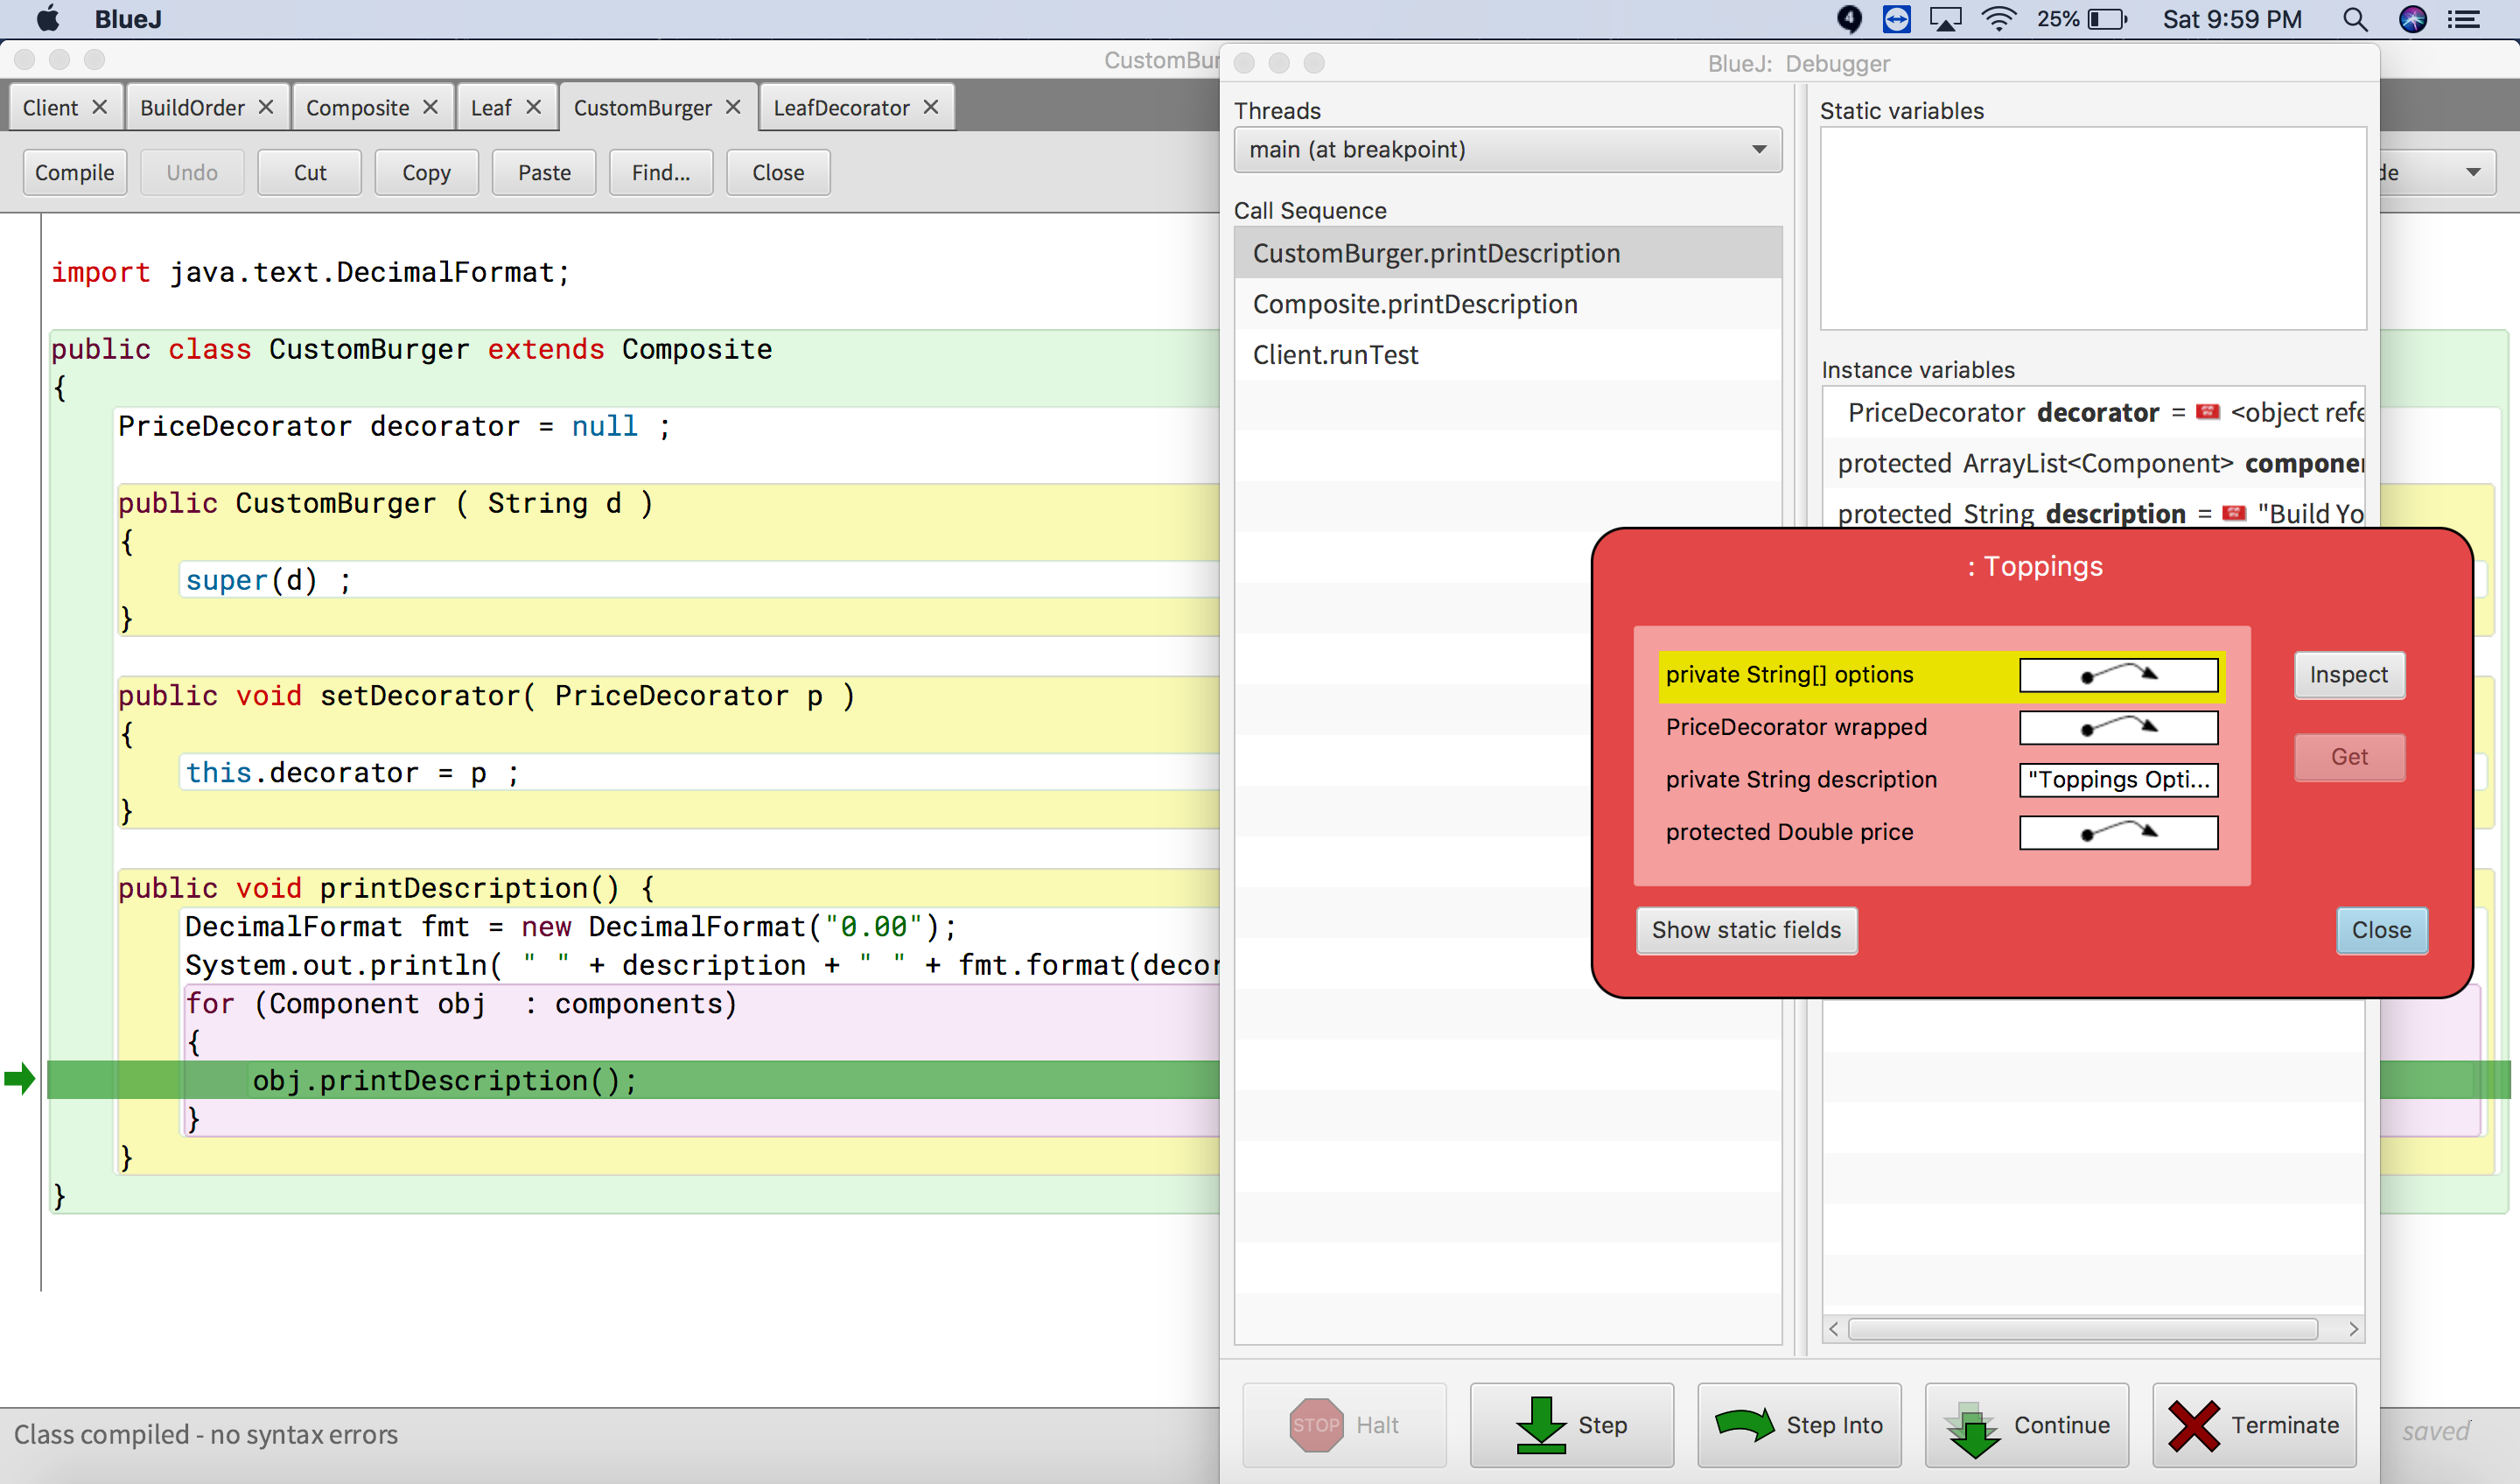 BlueJ
4
25%
Sat 9:59 PM
CustomBur
BlueJ: Debugger
Client
BuildOrder
Composite
Leaf
CustomBurger
LeafDecorator
Compile
Undo
Cut
Copy
Paste
Find...
Close
import java.text.DecimalFormat;
public class CustomBurger extends Composite
{
PriceDecorator decorator = null ;
public CustomBurger ( String d )
{
super(d) ;
}
public void setDecorator( PriceDecorator p )
{
this.decorator = p ;
}
public void printDescription() {
DecimalFormat fmt = new DecimalFormat("0.00");
System.out.println( " " + description + " " + fmt.format(decor
for (Component obj : components)
{
obj.printDescription();
}
}
}
Class compiled - no syntax errors
saved
Threads
main (at breakpoint)
Call Sequence
CustomBurger.printDescription
Composite.printDescription
Client.runTest
Static variables
de
Instance variables
PriceDecorator decorator = <object refe
protected ArrayList<Component> compone
protected String description = "Build Yo
: Toppings
private String[] options
PriceDecorator wrapped
private String description "Toppings Opti...
protected Double price
Inspect
Get
Show static fields
Close
STOP Halt
Step
Step Into
Continue
Terminate